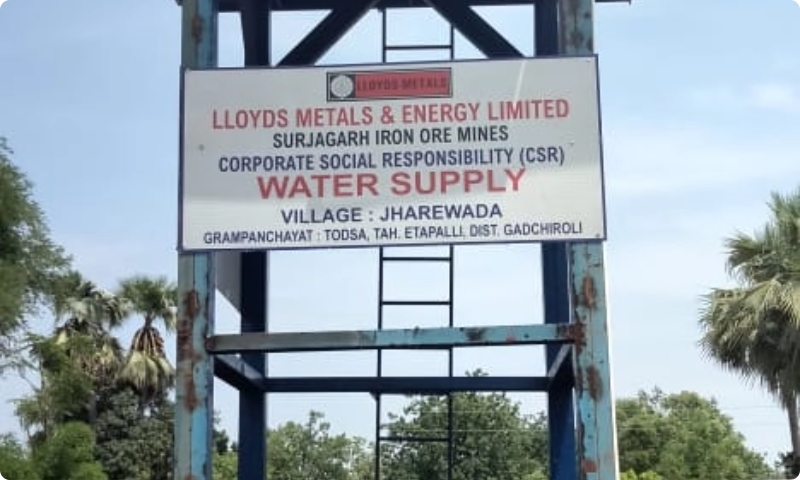 LLOYDS METALS
LLOYDS METALS & ENERGY LIMITED
SURJAGARH IRON ORE MINES
CORPORATE SOCIAL RESPONSIBILITY (CSR)
WATER SUPPLY
VILLAGE : JHAREWADA
GRAMPANCHAYAT : TODSA, TAH. ETAPALLI, DIST. GADCHIROLI